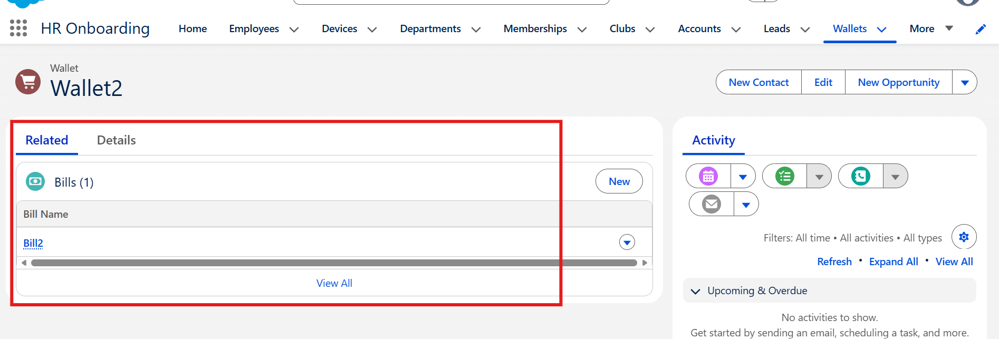 HR Onboarding Home Employees Devices Departments Memberships Clubs Accounts Leads Wallets More
Wallet
Wallet2
New Contact Edit New Opportunity
Related Details
Bills (1)
New
Bill Name
Bill2
View All
Activity
Filters: All time • All activities • All types
Refresh • Expand All • View All
Upcoming & Overdue
No activities to show.
Get started by sending an email, scheduling a task, and more.